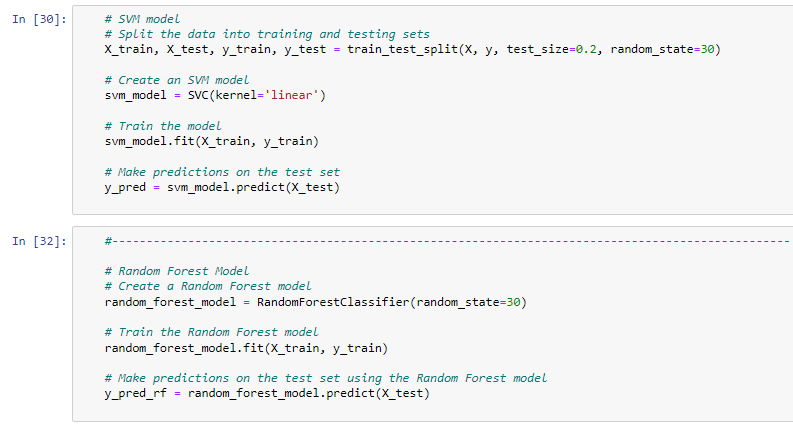 In [30]:
# SVM model
# Split the data into training and testing sets
X_train, X_test, y_train, y_test = train_test_split(X, y, test_size=0.2, random_state=30)
# Create an SVM model
svm_model = SVC(kernel='linear')
# Train the model
svm_model.fit(X_train, y_train)
# Make predictions on the test set
y_pred = svm_model.predict(X_test)
In [32]:
#--------------------------------------------------------------------------------
# Random Forest Model
# Create a Random Forest model
random_forest_model = RandomForestClassifier(random_state=30)
# Train the Random Forest model
random_forest_model.fit(X_train, y_train)
# Make predictions on the test set using the Random Forest model
y_pred_rf = random_forest_model.predict(X_test)